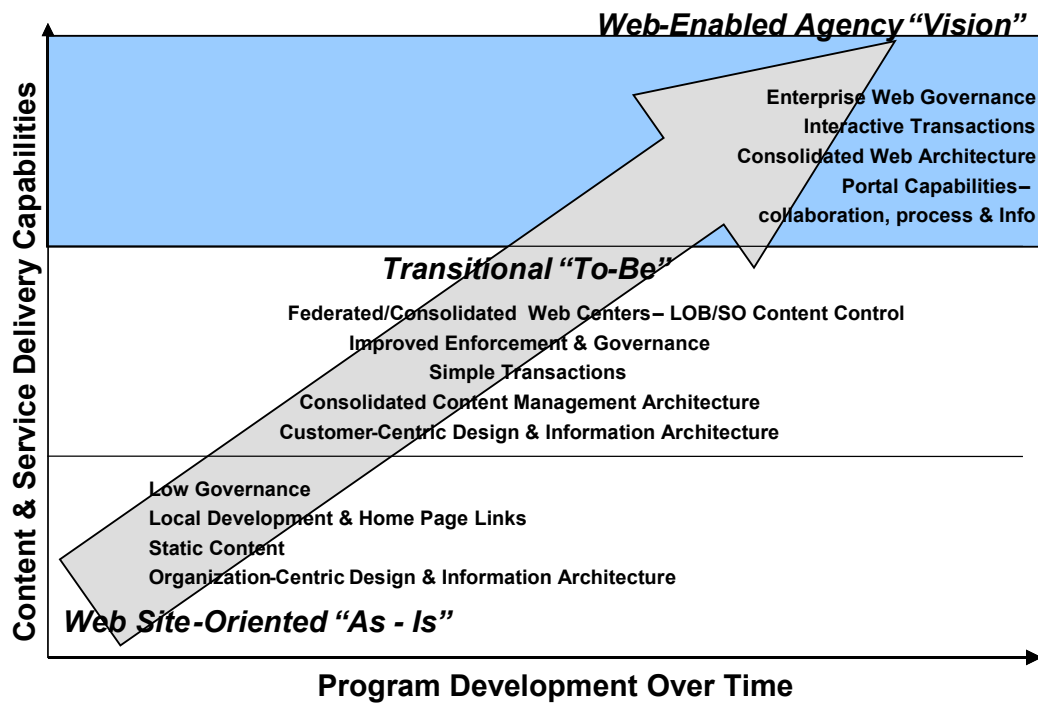 Web-Enabled Agency “Vision”
Enterprise Web Governance
Interactive Transactions
Consolidated Web Architecture
Portal Capabilities–
collaboration, process & Info
Transitional “To-Be”
Federated/Consolidated Web Centers– LOB/SO Content Control
Improved Enforcement & Governance
Simple Transactions
Consolidated Content Management Architecture
Customer-Centric Design & Information Architecture
Low Governance
Local Development & Home Page Links
Static Content
Organization-Centric Design & Information Architecture
Web Site-Oriented “As - Is”
Content & Service Delivery Capabilities
Program Development Over Time